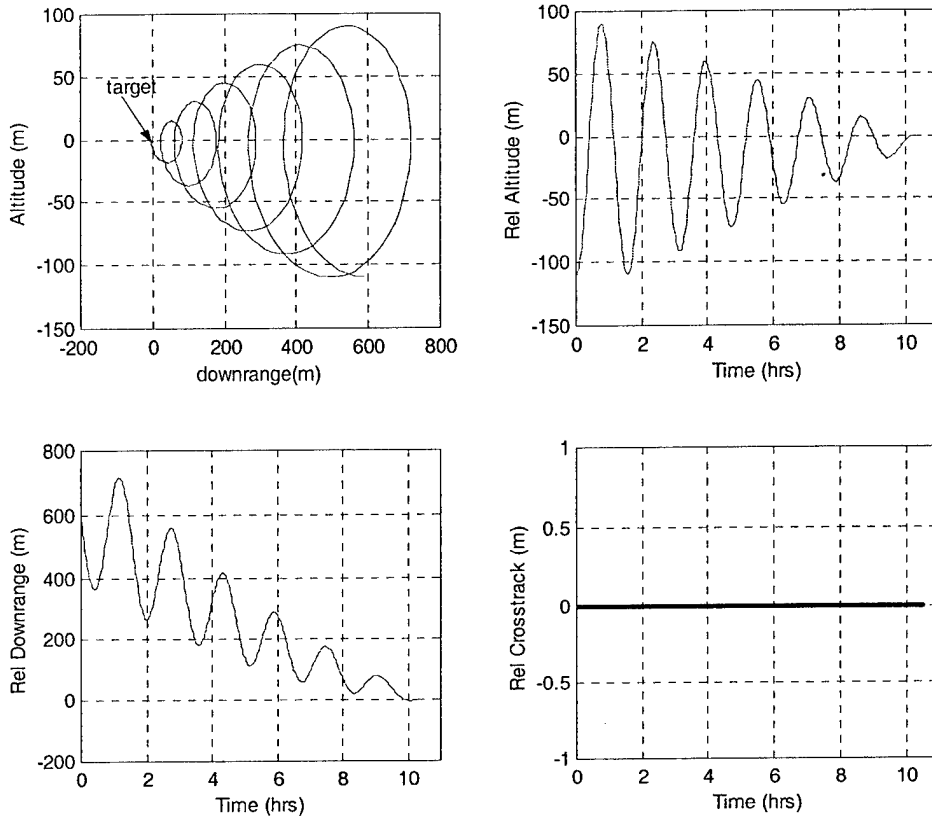 100
50
0
-50
-100
-150
Altitude (m)
target
-200 0 200 400 600 800
downrange(m)
100
50
0
-50
-100
-150
Rel Altitude (m)
0 2 4 6 8 10
Time (hrs)
800
600
400
200
0
-200
Rel Downrange (m)
0 2 4 6 8 10
Time (hrs)
1
0.5
0
-0.5
-1
Rel Crosstrack (m)
0 2 4 6 8 10
Time (hrs)